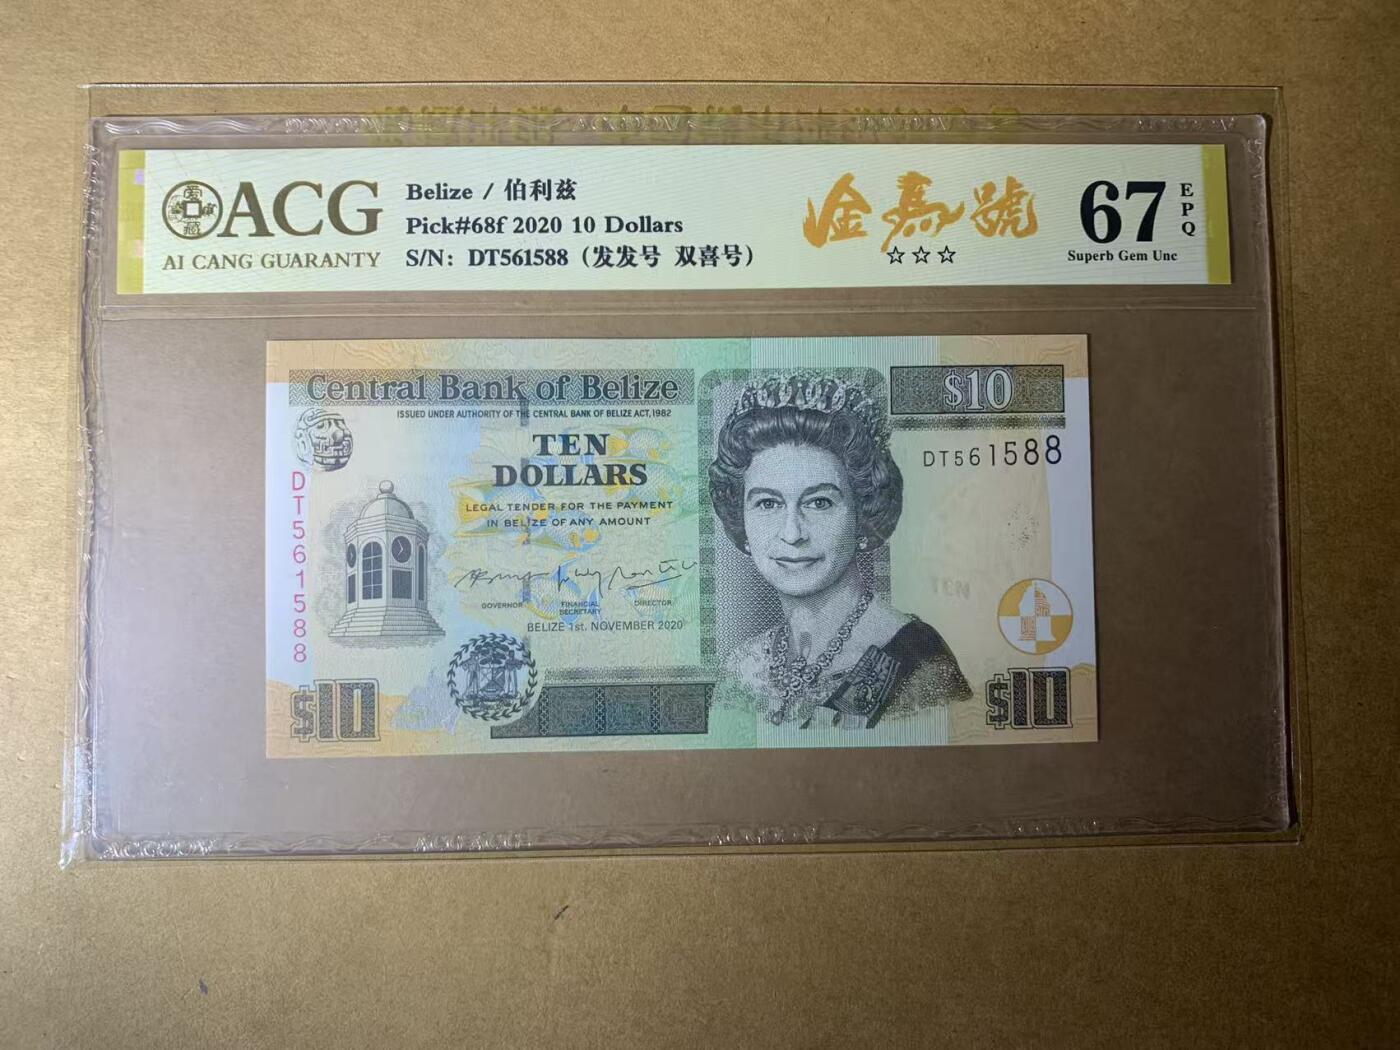 ACG
AI CANG GUARANTY
Belize / 伯利兹
Pick#68f 2020 10 Dollars
S/N: DT561588（发发号 双喜号）
金馬號
☆☆☆
67
EPQ
Superb Gem Unc
Central Bank of Belize
$10
ISSUED UNDER AUTHORITY OF THE CENTRAL BANK OF BELIZE ACT, 1982
TEN
DOLLARS
DT561588
LEGAL TENDER FOR THE PAYMENT
IN BELIZE OF ANY AMOUNT
DT561588
GOVERNOR
FINANCIAL SECRETARY
DIRECTOR
BELIZE 1st. NOVEMBER 2020
$10
$10